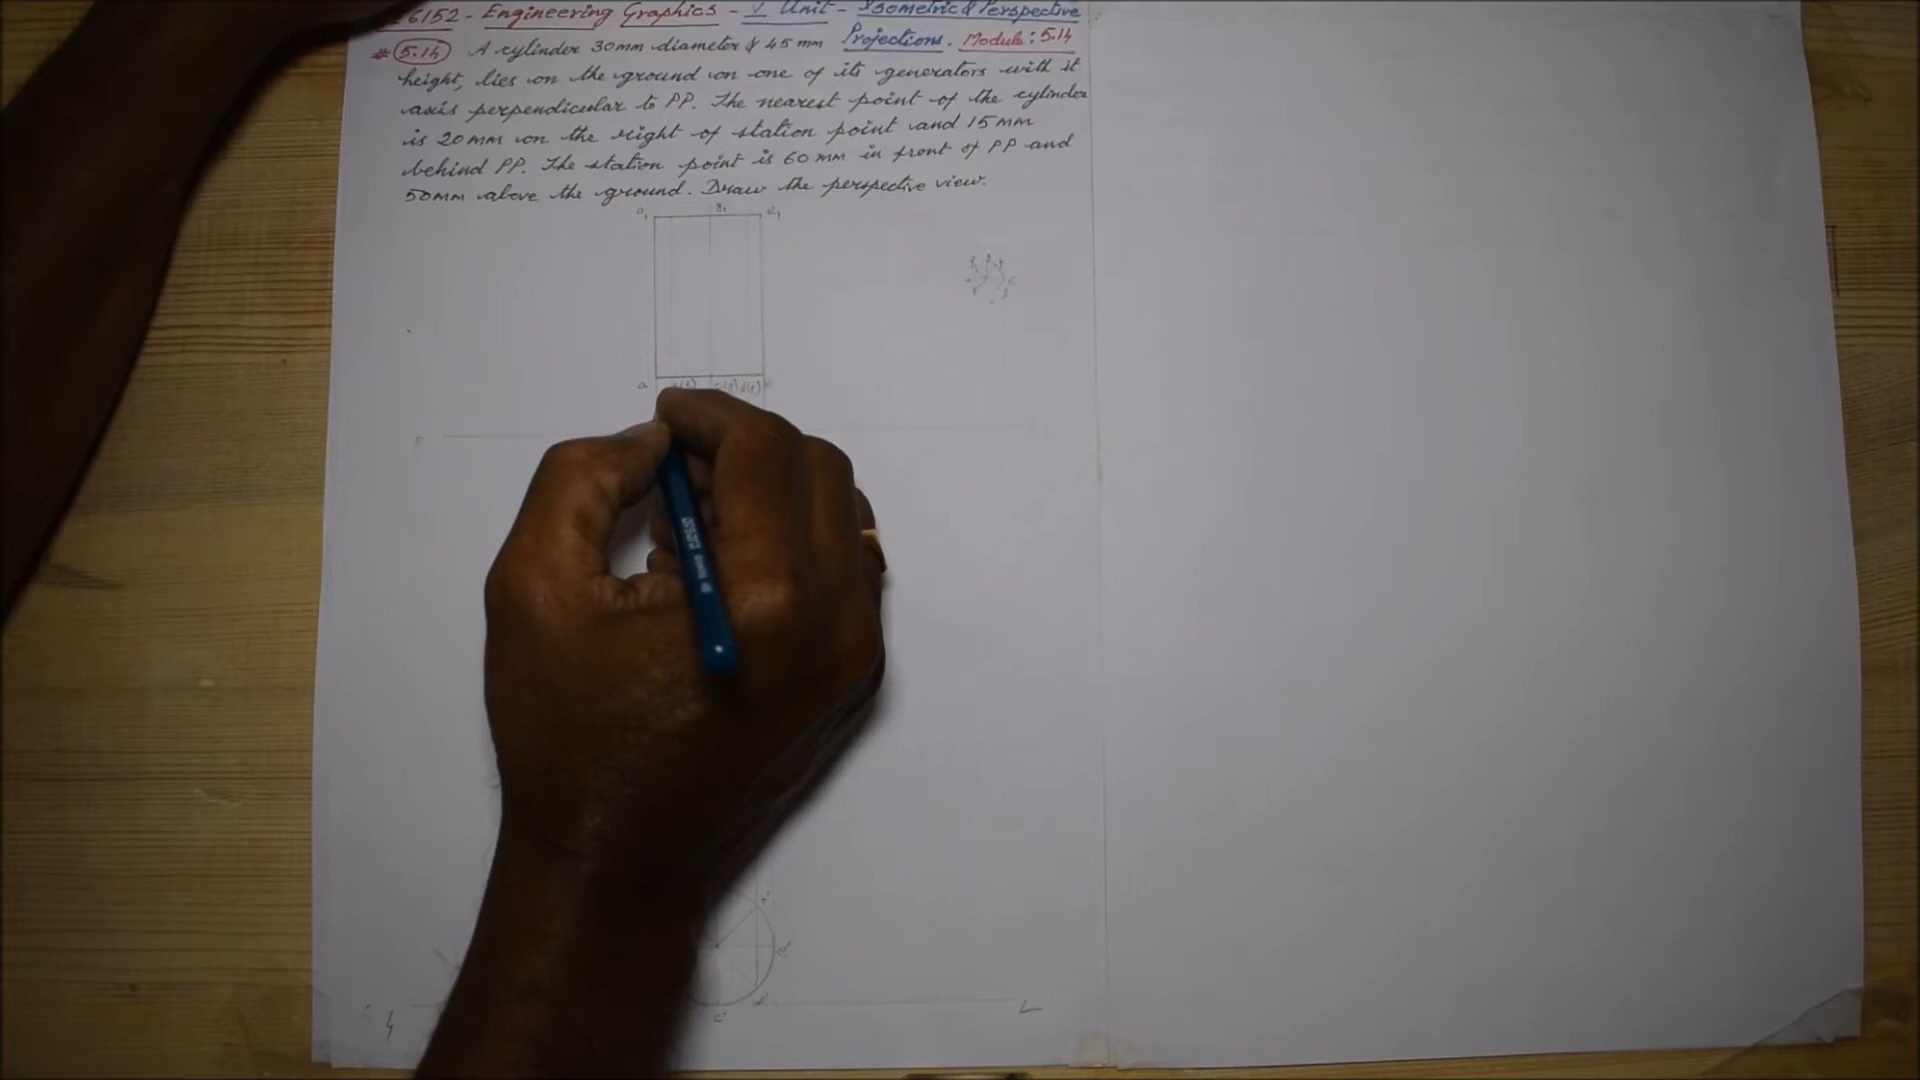 6152 - Engineering Graphics - V Unit - Isometric & Perspective
Projections. Module: 5.14
# 5.14 A cylinder 30mm diameter & 45 mm
height, lies on the ground on one of its generators with it
axis perpendicular to PP. The nearest point of the cylinder
is 20mm on the right of station point and 15mm
behind PP. The station point is 60mm in front of PP and
50mm above the ground. Draw the perspective view.
e,
a
P
e'
c'
L